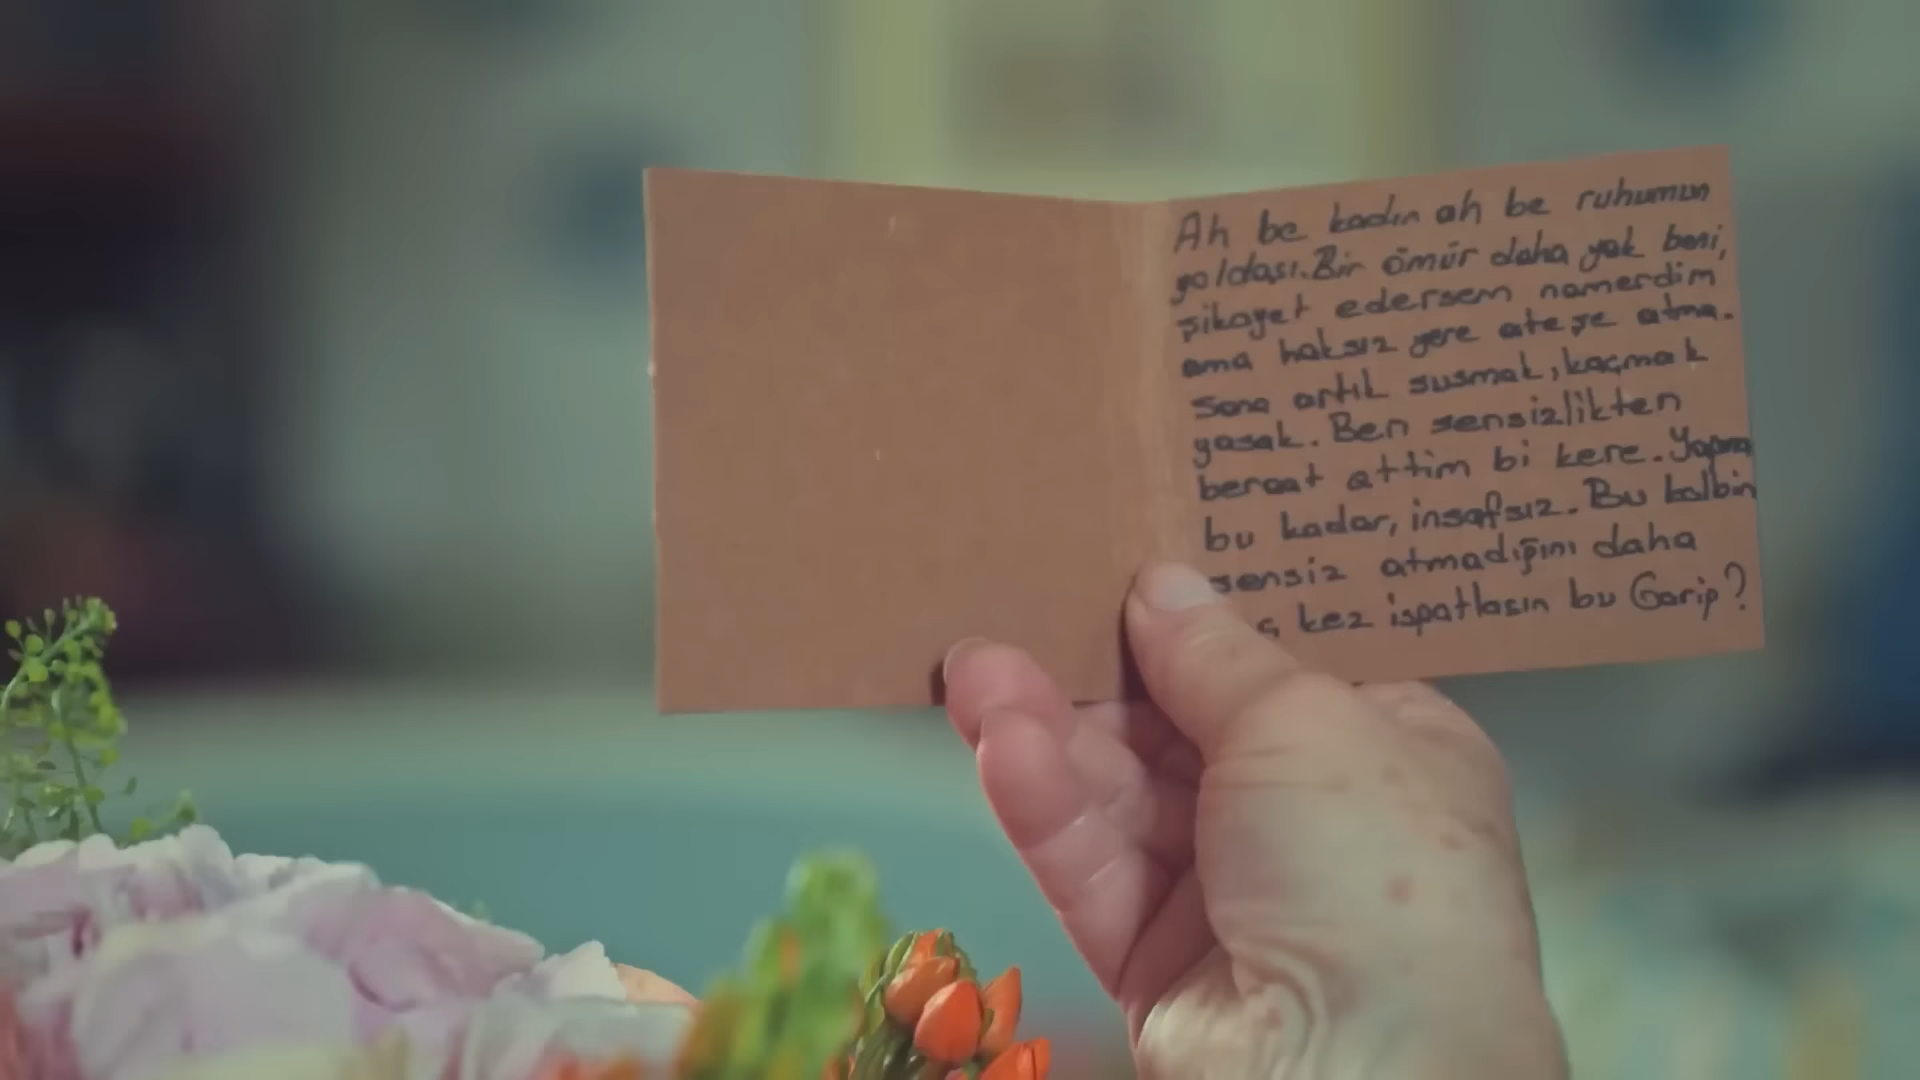 Ah be kadın ah be ruhumun
yoldaşı. Bir ömür daha yak beni,
şikayet edersem namerdim
ama haksız yere ateşe atma.
Sana artık susmak, kaçmak
yasak. Ben sensizlikten
beraat attim bi kere. Yapma
bu kadar, insafsız. Bu kalbin
sensiz atmadığını daha
kez ispatlasın bu Garip?